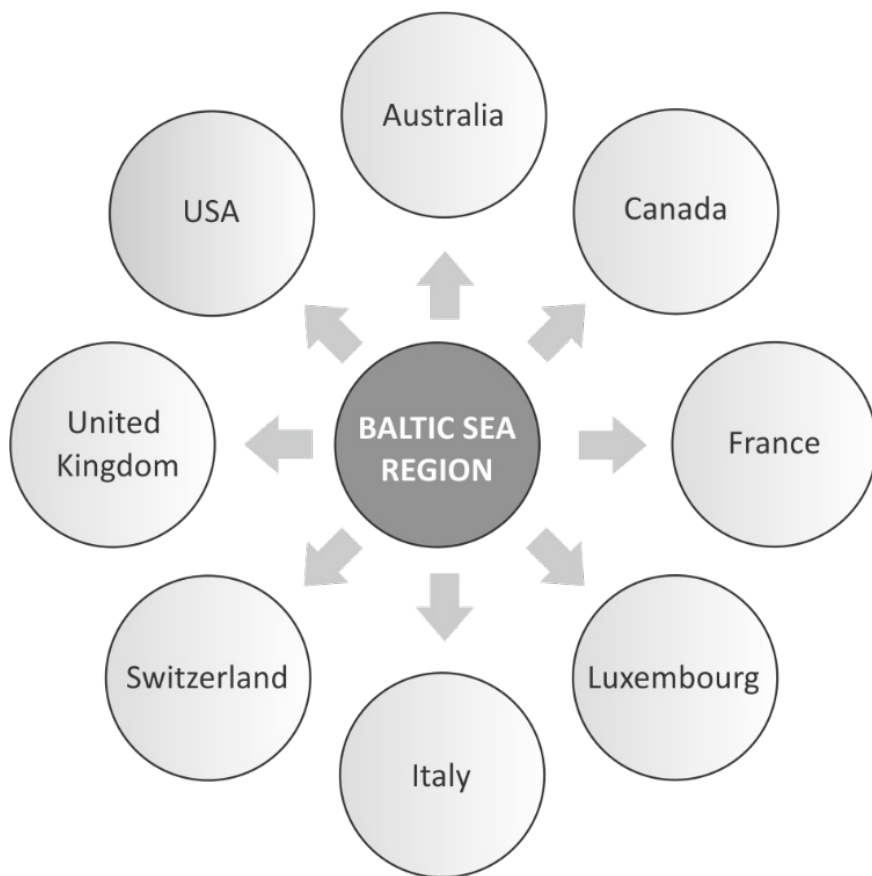 Australia
USA
Canada
United
Kingdom
BALTIC SEA
REGION
France
Switzerland
Luxembourg
Italy